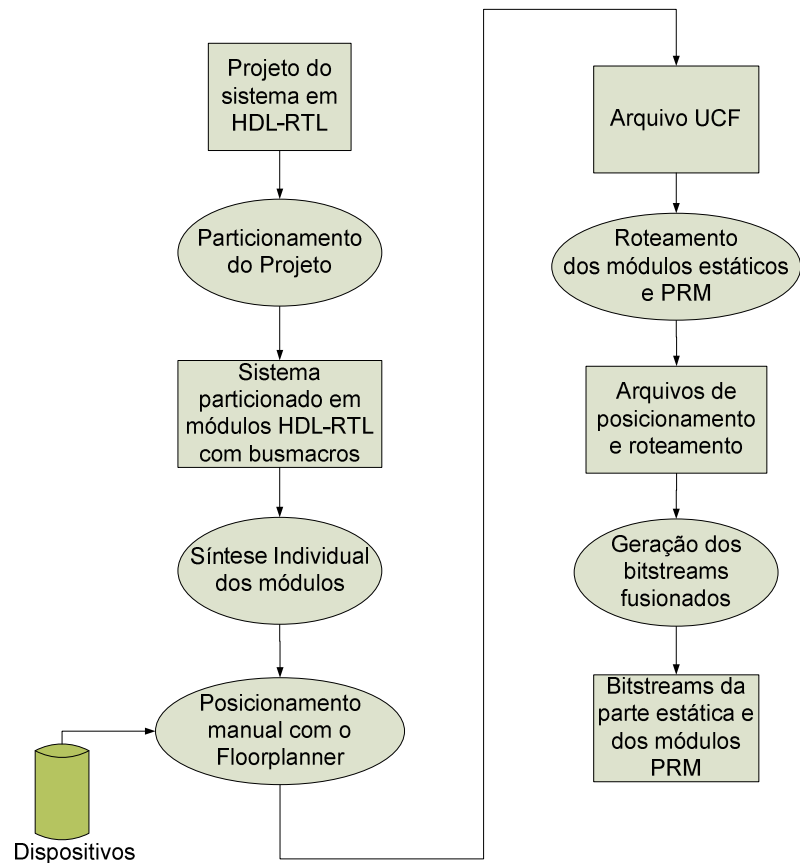 Projeto do
sistema em
HDL-RTL
Particionamento
do Projeto
Sistema
particionado em
módulos HDL-RTL
com busmacros
Síntese Individual
dos módulos
Posicionamento
manual com o
Floorplanner
Dispositivos
Arquivo UCF
Roteamento
dos módulos estáticos
e PRM
Arquivos de
posicionamento
e roteamento
Geração dos
bitstreams
fusionados
Bitstreams da
parte estática e
dos módulos
PRM